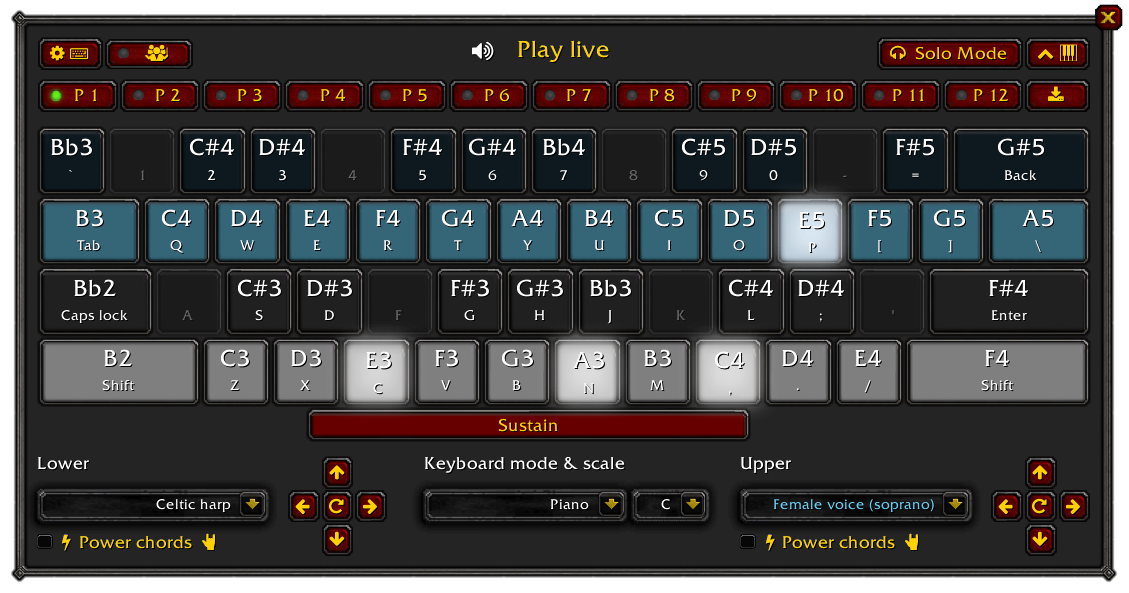 Play live
Solo Mode
P 1 P 2 P 3 P 4 P 5 P 6 P 7 P 8 P 9 P 10 P 11 P 12
Bb3 C#4 D#4 F#4 G#4 Bb4 C#5 D#5 F#5 G#5
` 1 2 3 4 5 6 7 8 9 0 - = Back
B3 C4 D4 E4 F4 G4 A4 B4 C5 D5 E5 F5 G5 A5
Tab Q W E R T Y U I O P [ ] \
Bb2 C#3 D#3 F#3 G#3 Bb3 C#4 D#4 F#4
Caps lock A S D F G H J K L ; ' Enter
B2 C3 D3 E3 F3 G3 A3 B3 C4 D4 E4 F4
Shift Z X C V B N M , . / Shift
Sustain
Lower Keyboard mode & scale Upper
Celtic harp Piano C Female voice (soprano)
Power chords Power chords